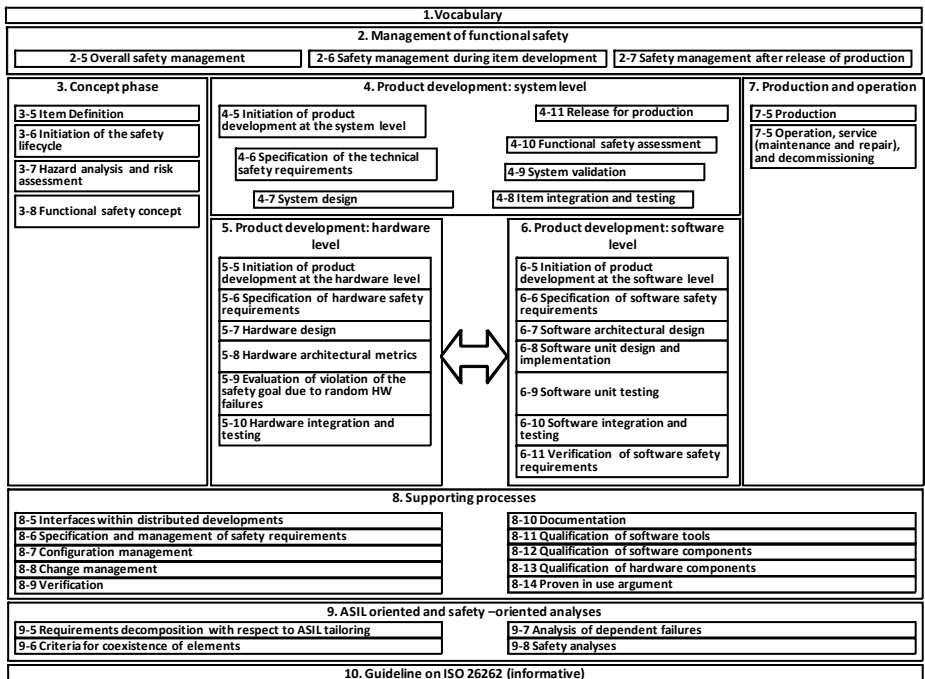 1.Vocabulary
2. Management of functional safety
2-5 Overall safety management
2-6 Safety management during item development
2-7 Safety management after release of production
3. Concept phase
3-5 Item Definition
3-6 Initiation of the safety
lifecycle
3-7 Hazard analysis and risk
assessment
3-8 Functional safety concept
4. Product development: system level
4-5 Initiation of product
development at the system level
4-6 Specification of the technical
safety requirements
4-7 System design
4-11 Release for production
4-10 Functional safety assessment
4-9 System validation
4-8 Item integration and testing
7. Production and operation
7-5 Production
7-5 Operation, service
(maintenance and repair),
and decommissioning
5. Product development: hardware
level
5-5 Initiation of product
development at the hardware level
5-6 Specification of hardware safety
requirements
5-7 Hardware design
5-8 Hardware architectural metrics
5-9 Evaluation of violation of the
safety goal due to random HW
failures
5-10 Hardware integration and
testing
6. Product development: software
level
6-5 Initiation of product
development at the software level
6-6 Specification of software safety
requirements
6-7 Software architectural design
6-8 Software unit design and
implementation
6-9 Software unit testing
6-10 Software integration and
testing
6-11 Verification of software safety
requirements
8. Supporting processes
8-5 Interfaces within distributed developments
8-6 Specification and management of safety requirements
8-7 Configuration management
8-8 Change management
8-9 Verification
8-10 Documentation
8-11 Qualification of software tools
8-12 Qualification of software components
8-13 Qualification of hardware components
8-14 Proven in use argument
9. ASIL oriented and safety –oriented analyses
9-5 Requirements decomposition with respect to ASIL tailoring
9-6 Criteria for coexistence of elements
9-7 Analysis of dependent failures
9-8 Safety analyses
10. Guideline on ISO 26262 (informative)